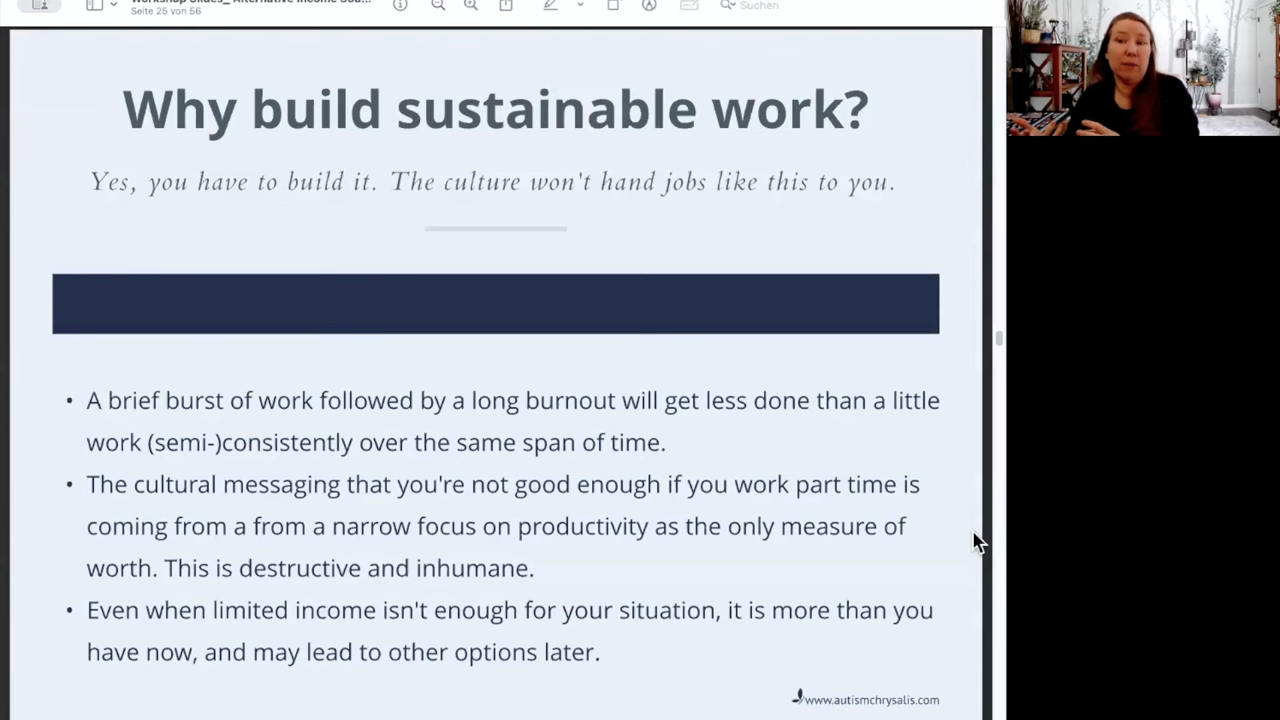 Workshop Slides_ Alternative Income Sou...
Seite 25 von 56
Suchen
Why build sustainable work?
Yes, you have to build it. The culture won't hand jobs like this to you.
• A brief burst of work followed by a long burnout will get less done than a little
work (semi-)consistently over the same span of time.
• The cultural messaging that you're not good enough if you work part time is
coming from a from a narrow focus on productivity as the only measure of
worth. This is destructive and inhumane.
• Even when limited income isn't enough for your situation, it is more than you
have now, and may lead to other options later.
www.autismchrysalis.com